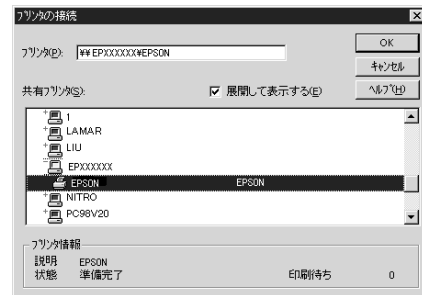 プリンタの接続
プリンタ(P): ¥¥EPXXXXXX¥EPSON
OK
キャンセル
ヘルプ(H)
共有プリンタ(S): 展開して表示する(E)
1
LAMAR
LIU
EPXXXXXX
EPSON EPSON
NITRO
PC98V20
プリンタ情報
説明 EPSON
状態 準備完了 印刷待ち 0